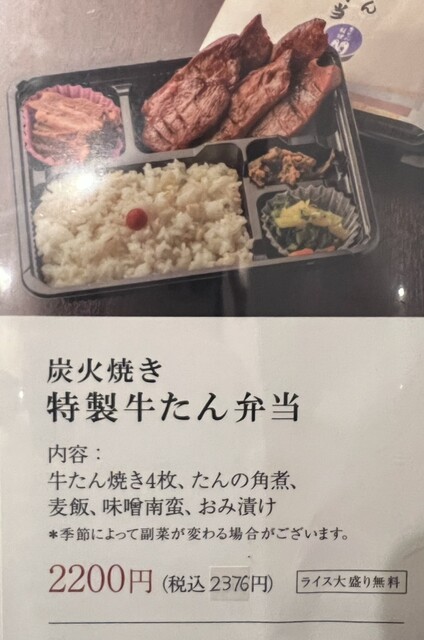 ん
当
炭火焼き
特製牛たん弁当
内容：
牛たん焼き4枚、たんの角煮、
麦飯、味噌南蛮、おみ漬け
＊季節によって副菜が変わる場合がございます。
2200円（税込2376円） ライス大盛り無料